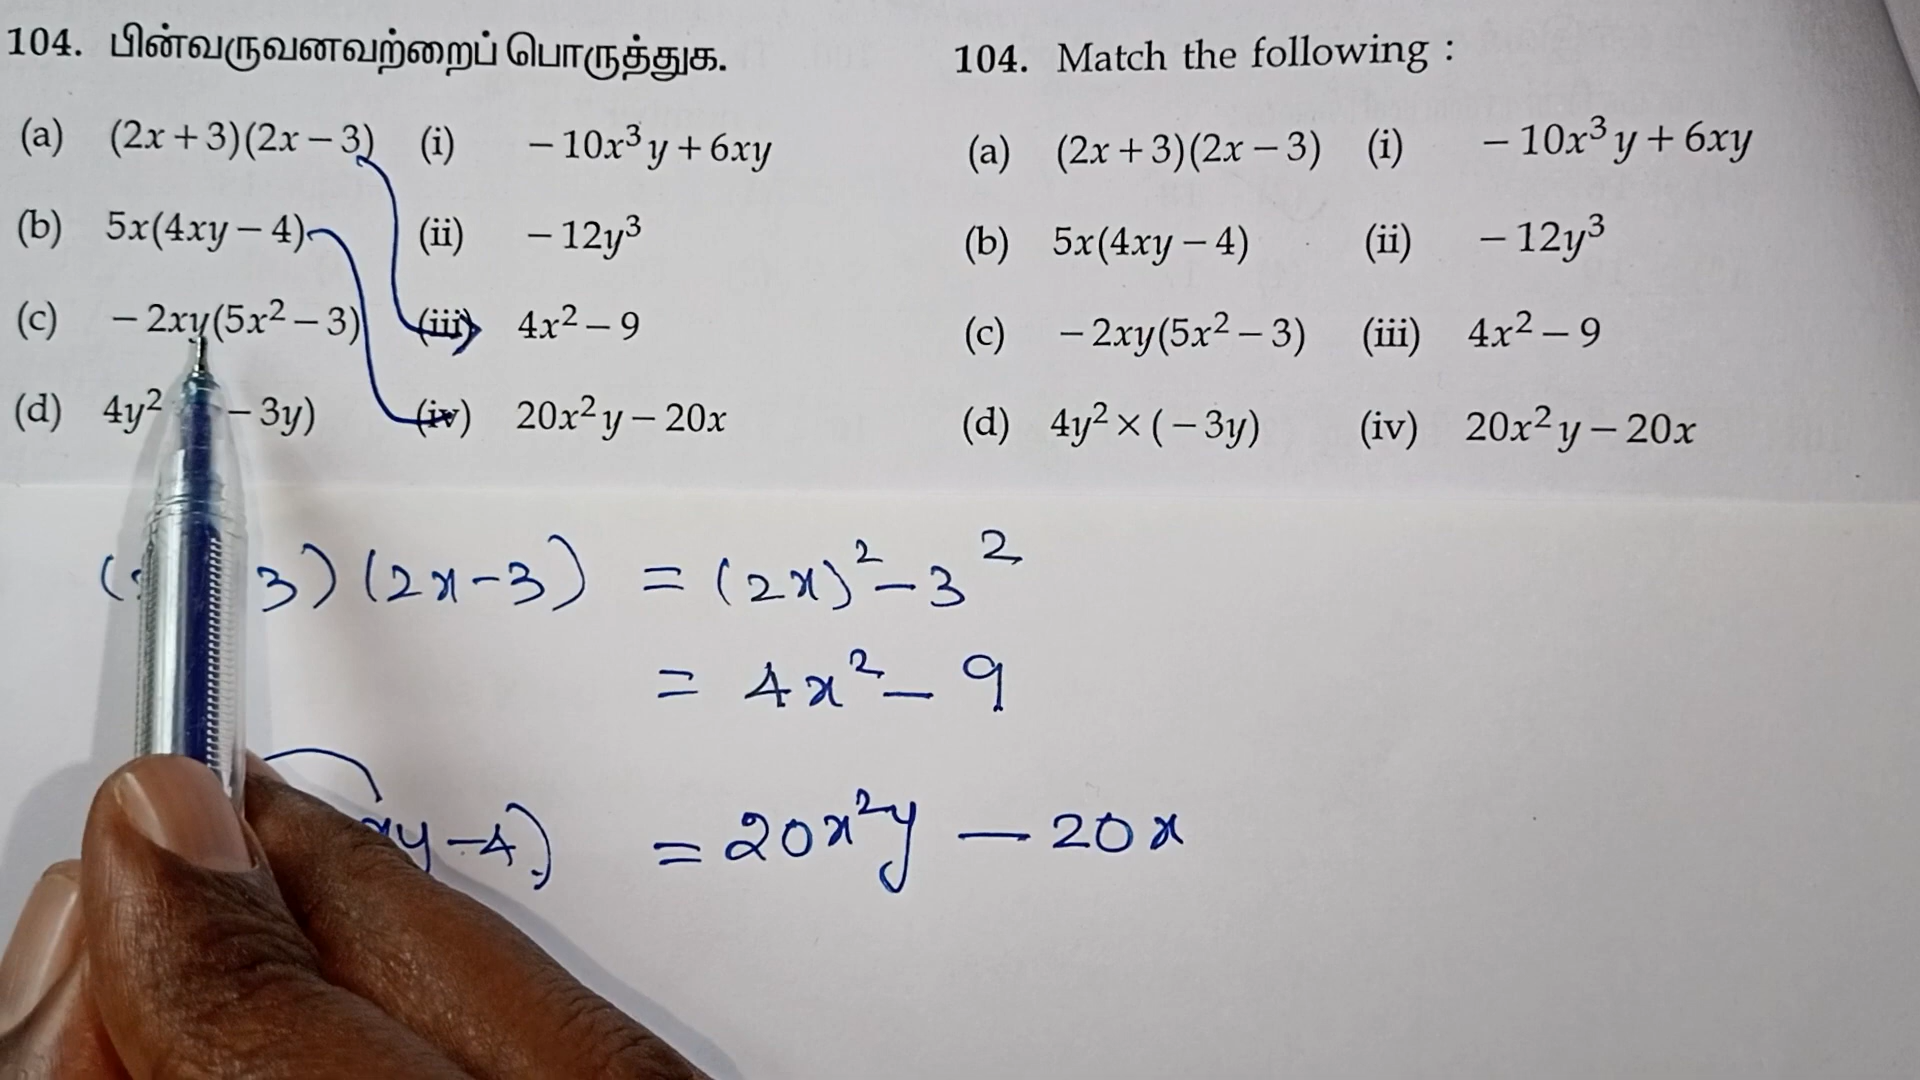 104. பின்வருவனவற்றைப் பொருத்துக.
(a) (2x + 3)(2x – 3) (i) – 10x³y + 6xy
(b) 5x(4xy – 4) (ii) – 12y³
(c) – 2xy(5x² – 3) (iii) 4x² – 9
(d) 4y² – 3y) (iv) 20x²y – 20x
104. Match the following :
(a) (2x + 3)(2x – 3) (i) – 10x³y + 6xy
(b) 5x(4xy – 4) (ii) – 12y³
(c) – 2xy(5x² – 3) (iii) 4x² – 9
(d) 4y² × ( – 3y) (iv) 20x²y – 20x
( 3) (2x – 3) = (2x)² – 3²
= 4x² – 9
xy – 4) = 20x²y – 20x